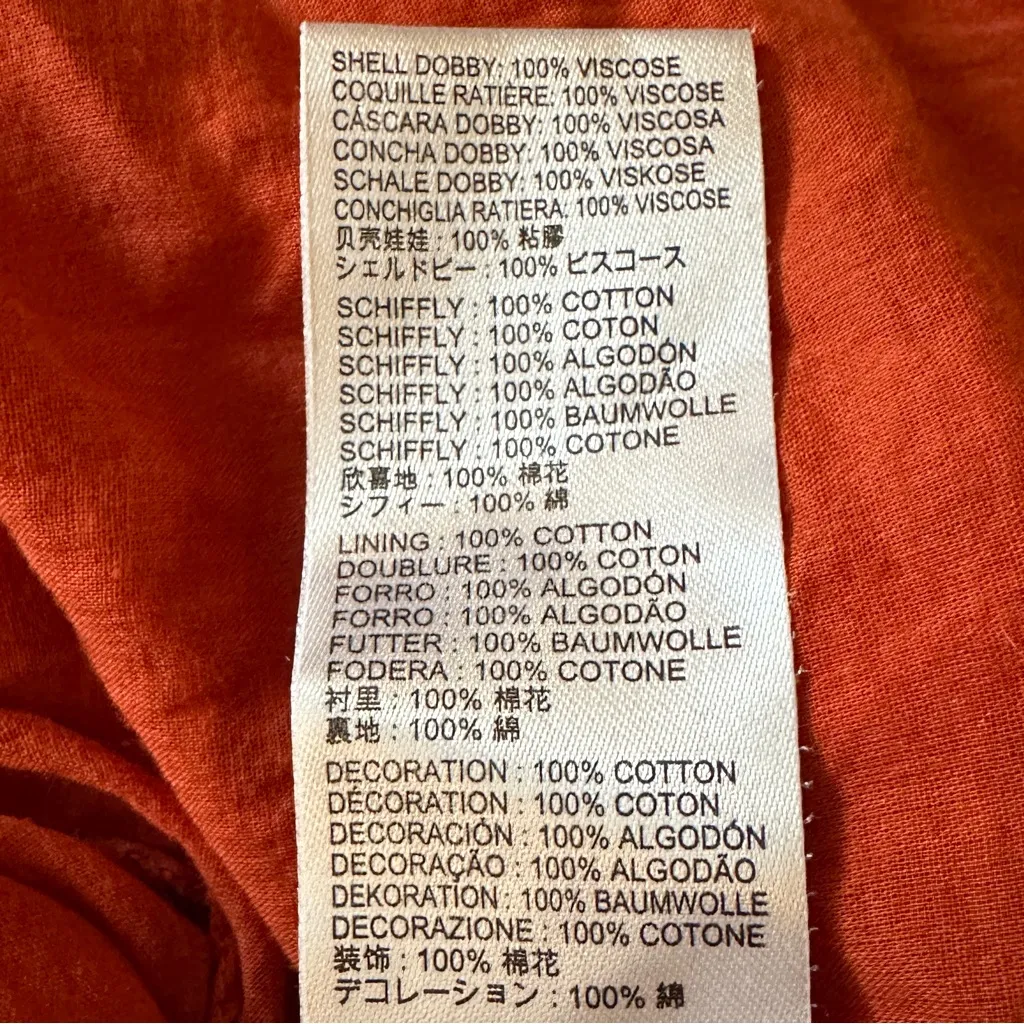 SHELL DOBBY: 100% VISCOSE
COQUILLE RATIÈRE: 100% VISCOSE
CÁSCARA DOBBY: 100% VISCOSA
CONCHA DOBBY: 100% VISCOSA
SCHALE DOBBY: 100% VISKOSE
CONCHIGLIA RATIERA: 100% VISCOSE
贝壳娃娃 : 100% 粘膠
シェルドビー : 100% ビスコース
SCHIFFLY : 100% COTTON
SCHIFFLY : 100% COTON
SCHIFFLY : 100% ALGODÓN
SCHIFFLY : 100% ALGODÃO
SCHIFFLY : 100% BAUMWOLLE
SCHIFFLY : 100% COTONE
欣喜地 : 100% 棉花
シフィー : 100% 綿
LINING : 100% COTTON
DOUBLURE : 100% COTON
FORRO : 100% ALGODÓN
FORRO : 100% ALGODÃO
FUTTER : 100% BAUMWOLLE
FODERA : 100% COTONE
衬里 : 100% 棉花
裏地 : 100% 綿
DECORATION : 100% COTTON
DÉCORATION : 100% COTON
DECORACIÓN : 100% ALGODÓN
DECORAÇÃO : 100% ALGODÃO
DEKORATION : 100% BAUMWOLLE
DECORAZIONE : 100% COTONE
装饰 : 100% 棉花
デコレーション : 100% 綿